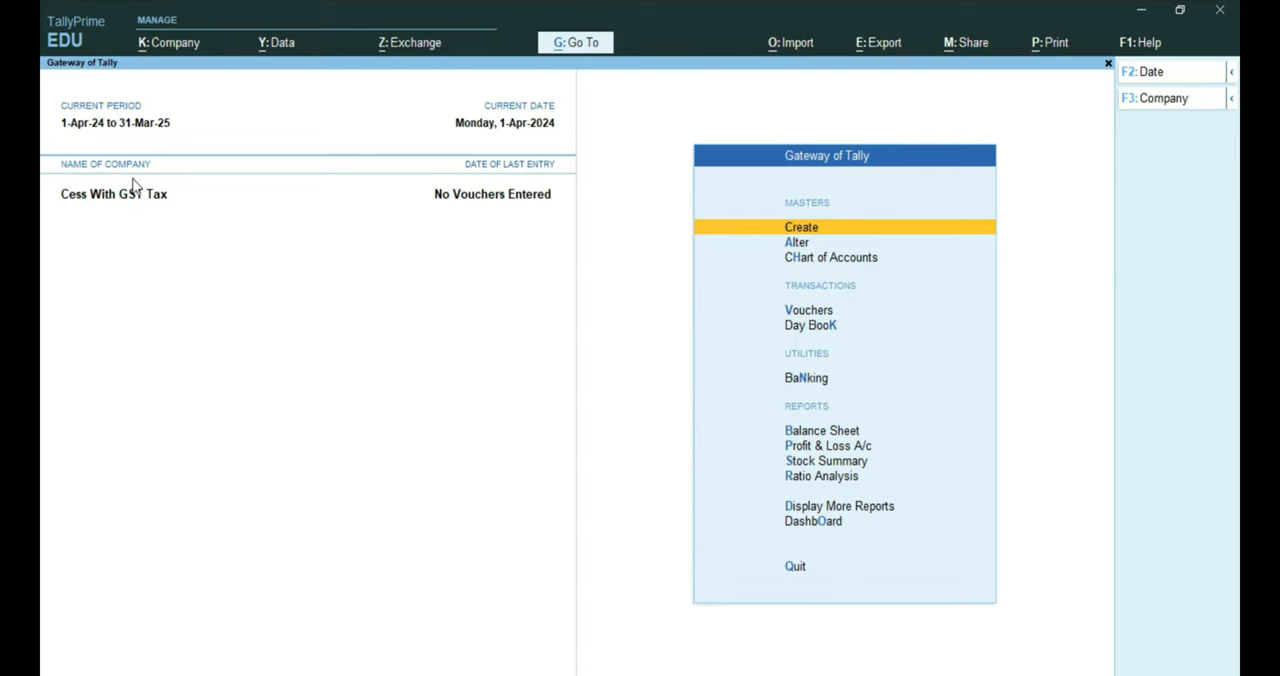 TallyPrime
EDU
MANAGE
K: Company
Y: Data
Z: Exchange
G: Go To
O: Import
E: Export
M: Share
P: Print
F1: Help
Gateway of Tally
F2: Date
F3: Company
CURRENT PERIOD
1-Apr-24 to 31-Mar-25
CURRENT DATE
Monday, 1-Apr-2024
NAME OF COMPANY
DATE OF LAST ENTRY
Cess With GST Tax
No Vouchers Entered
Gateway of Tally
MASTERS
Create
Alter
CHart of Accounts
TRANSACTIONS
Vouchers
Day BooK
UTILITIES
BaNking
REPORTS
Balance Sheet
Profit & Loss A/c
Stock Summary
Ratio Analysis
Display More Reports
DashbOard
Quit